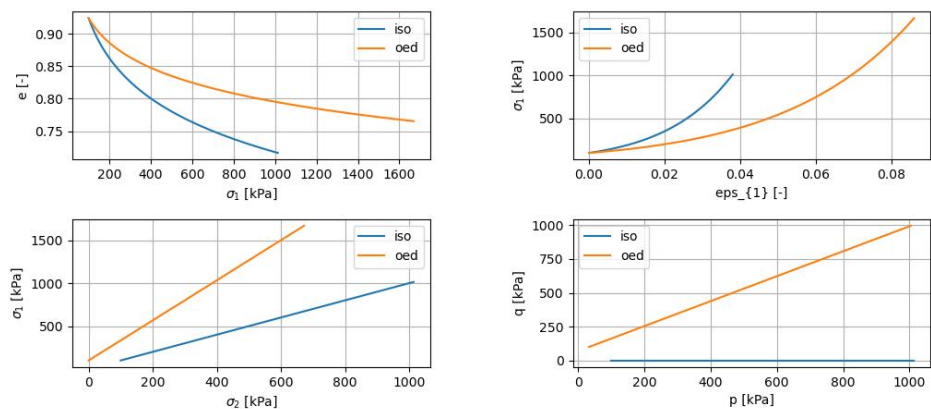 0.90
0.85
0.80
0.75
e [-]
iso
oed
200 400 600 800 1000 1200 1400 1600
σ₁ [kPa]
1500
1000
500
σ₁ [kPa]
iso
oed
0.00 0.02 0.04 0.06 0.08
eps_{1} [-]
1500
1000
500
σ₁ [kPa]
iso
oed
0 200 400 600 800 1000
σ₂ [kPa]
1000
750
500
250
0
q [kPa]
iso
oed
0 200 400 600 800 1000
p [kPa]